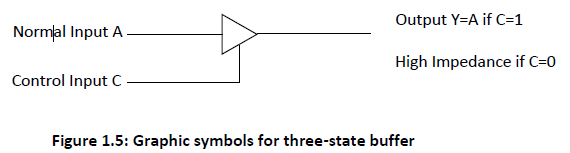 Normal Input A
Output Y=A if C=1
High Impedance if C=0
Control Input C
Figure 1.5: Graphic symbols for three-state buffer